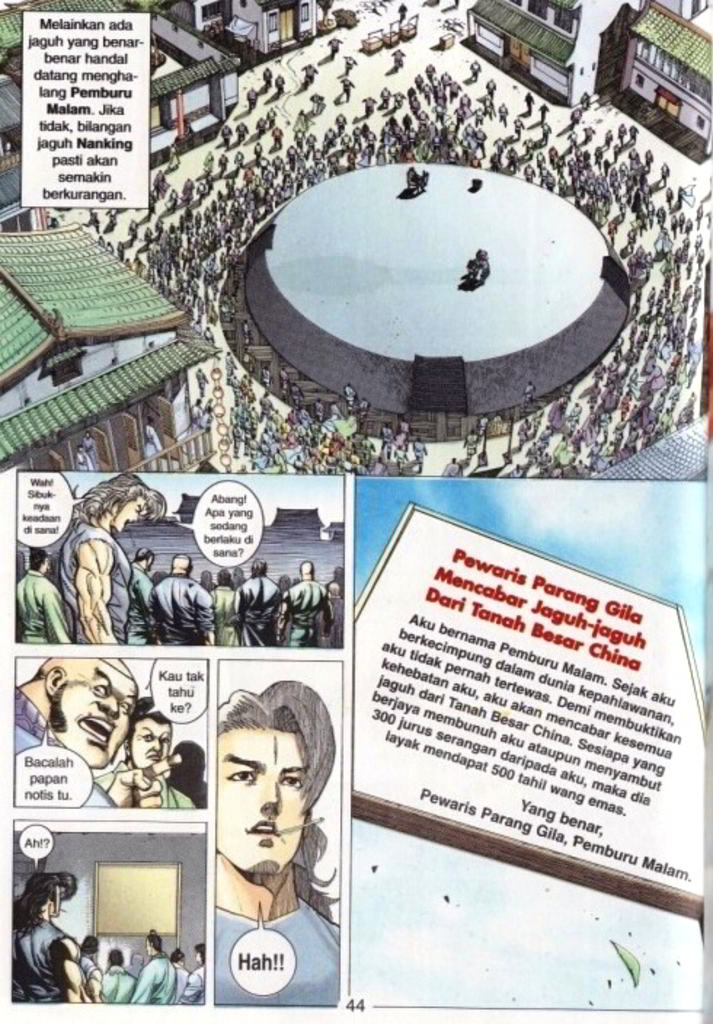 Melainkan ada
jaguh yang benar-
benar handal
datang mengha-
lang Pemburu
Malam. Jika
tidak, bilangan
jaguh Nanking
pasti akan
semakin
berkurangan.
Wah!
Sibuk-
nya
keadaan
di sana!
Abang!
Apa yang
sedang
berlaku di
sana?
Kau tak
tahu
ke?
Bacalah
papan
notis tu.
Ah!?
Hah!!
Pewaris Parang Gila
Mencabar Jaguh-jaguh
Dari Tanah Besar China
Aku bernama Pemburu Malam. Sejak aku
berkecimpung dalam dunia kepahlawanan,
aku tidak pernah tertewas. Demi membuktikan
kehebatan aku, aku akan mencabar kesemua
jaguh dari Tanah Besar China. Sesiapa yang
berjaya membunuh aku ataupun menyambut
300 jurus serangan daripada aku, maka dia
layak mendapat 500 tahil wang emas.
Yang benar,
Pewaris Parang Gila, Pemburu Malam.
44